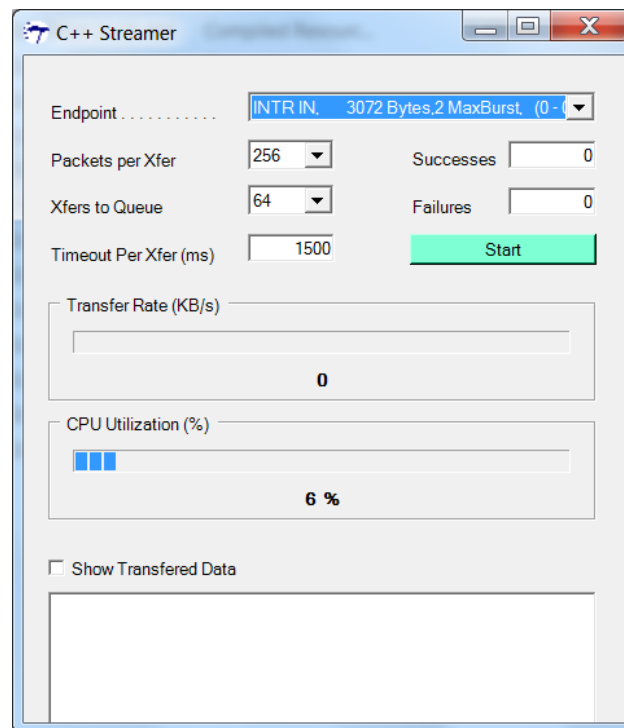 C++ Streamer
Endpoint . . . . . . . . . . . INTR IN, 3072 Bytes,2 MaxBurst, (0 -
Packets per Xfer 256 Successes 0
Xfers to Queue 64 Failures 0
Timeout Per Xfer (ms) 1500 Start
Transfer Rate (KB/s)
0
CPU Utilization (%)
6 %
Show Transfered Data